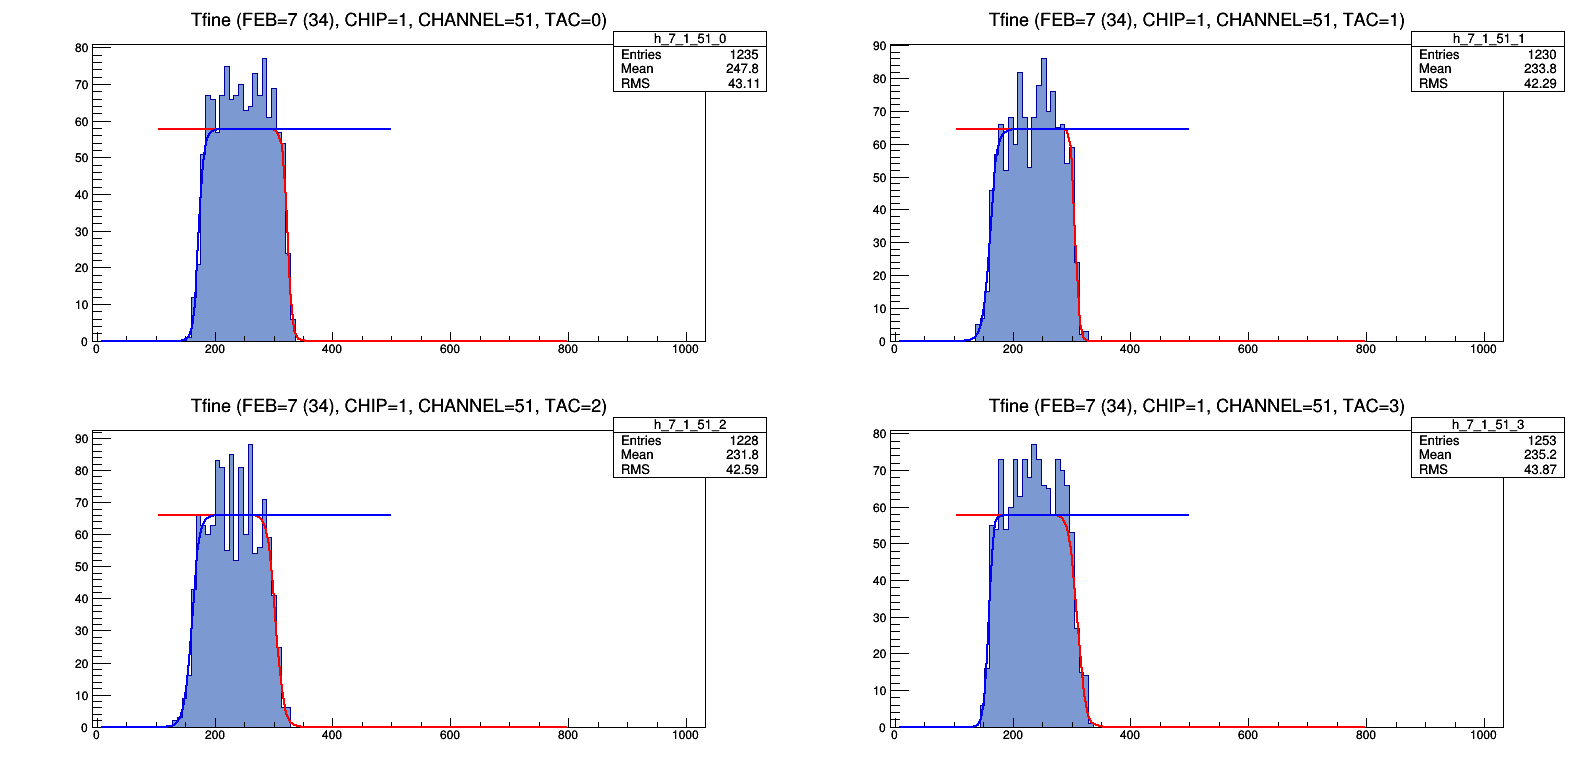 Tfine (FEB=7 (34), CHIP=1, CHANNEL=51, TAC=0)
h_7_1_51_0
Entries 1235
Mean 247.8
RMS 43.11
80
70
60
50
40
30
20
10
0
0 200 400 600 800 1000
Tfine (FEB=7 (34), CHIP=1, CHANNEL=51, TAC=1)
h_7_1_51_1
Entries 1230
Mean 233.8
RMS 42.29
90
80
70
60
50
40
30
20
10
0
0 200 400 600 800 1000
Tfine (FEB=7 (34), CHIP=1, CHANNEL=51, TAC=2)
h_7_1_51_2
Entries 1228
Mean 231.8
RMS 42.59
90
80
70
60
50
40
30
20
10
0
0 200 400 600 800 1000
Tfine (FEB=7 (34), CHIP=1, CHANNEL=51, TAC=3)
h_7_1_51_3
Entries 1253
Mean 235.2
RMS 43.87
80
70
60
50
40
30
20
10
0
0 200 400 600 800 1000